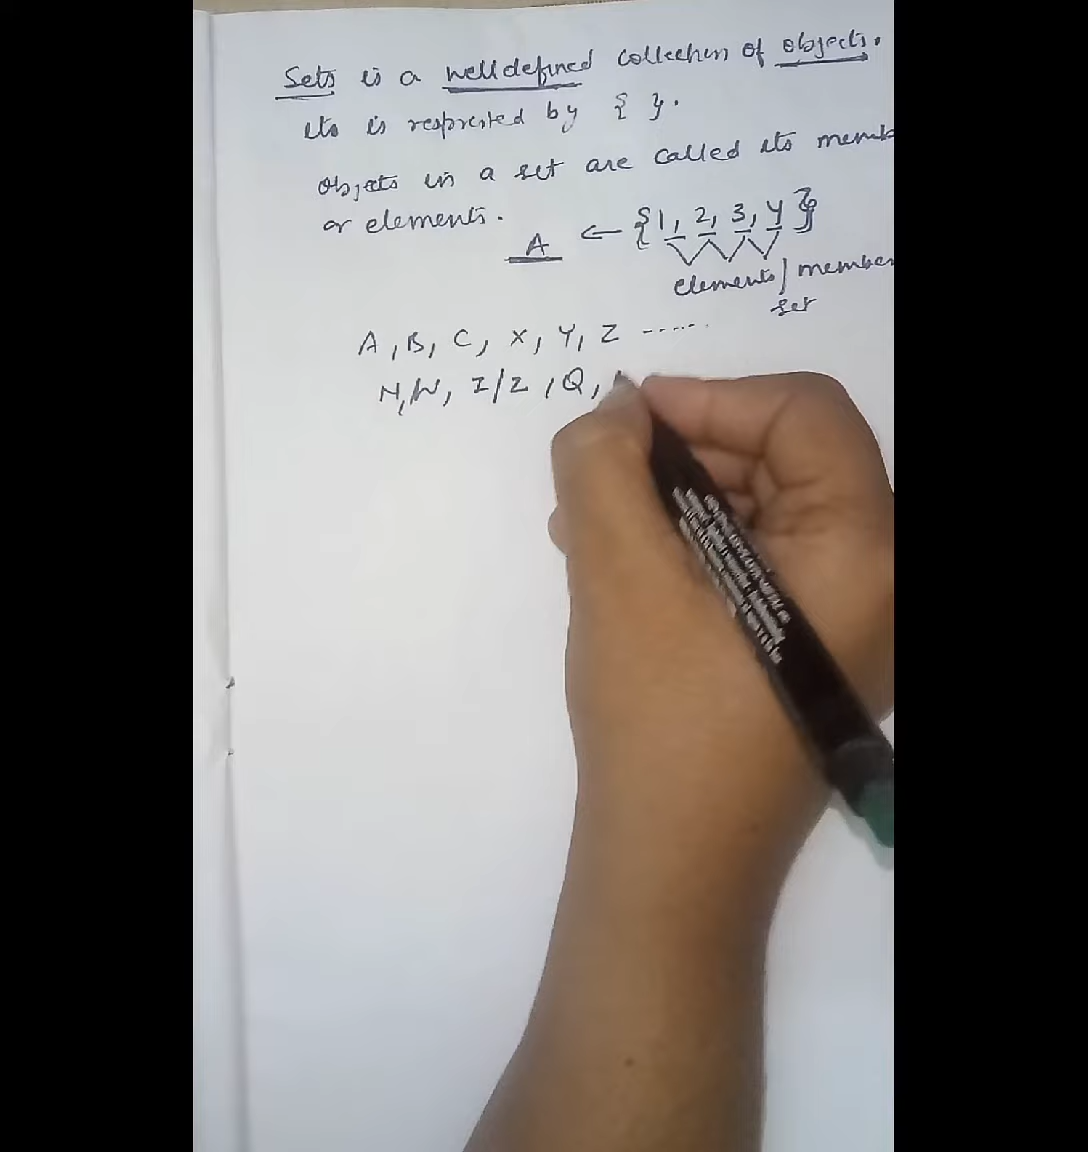 Sets is a welldefined collection of objects.
Its is resprested by { }.
Objects in a set are called its memb
or elements.
A ← {1, 2, 3, 4}
elements/member
set
A, B, C, X, Y, Z ------
N, W, I/Z, Q,